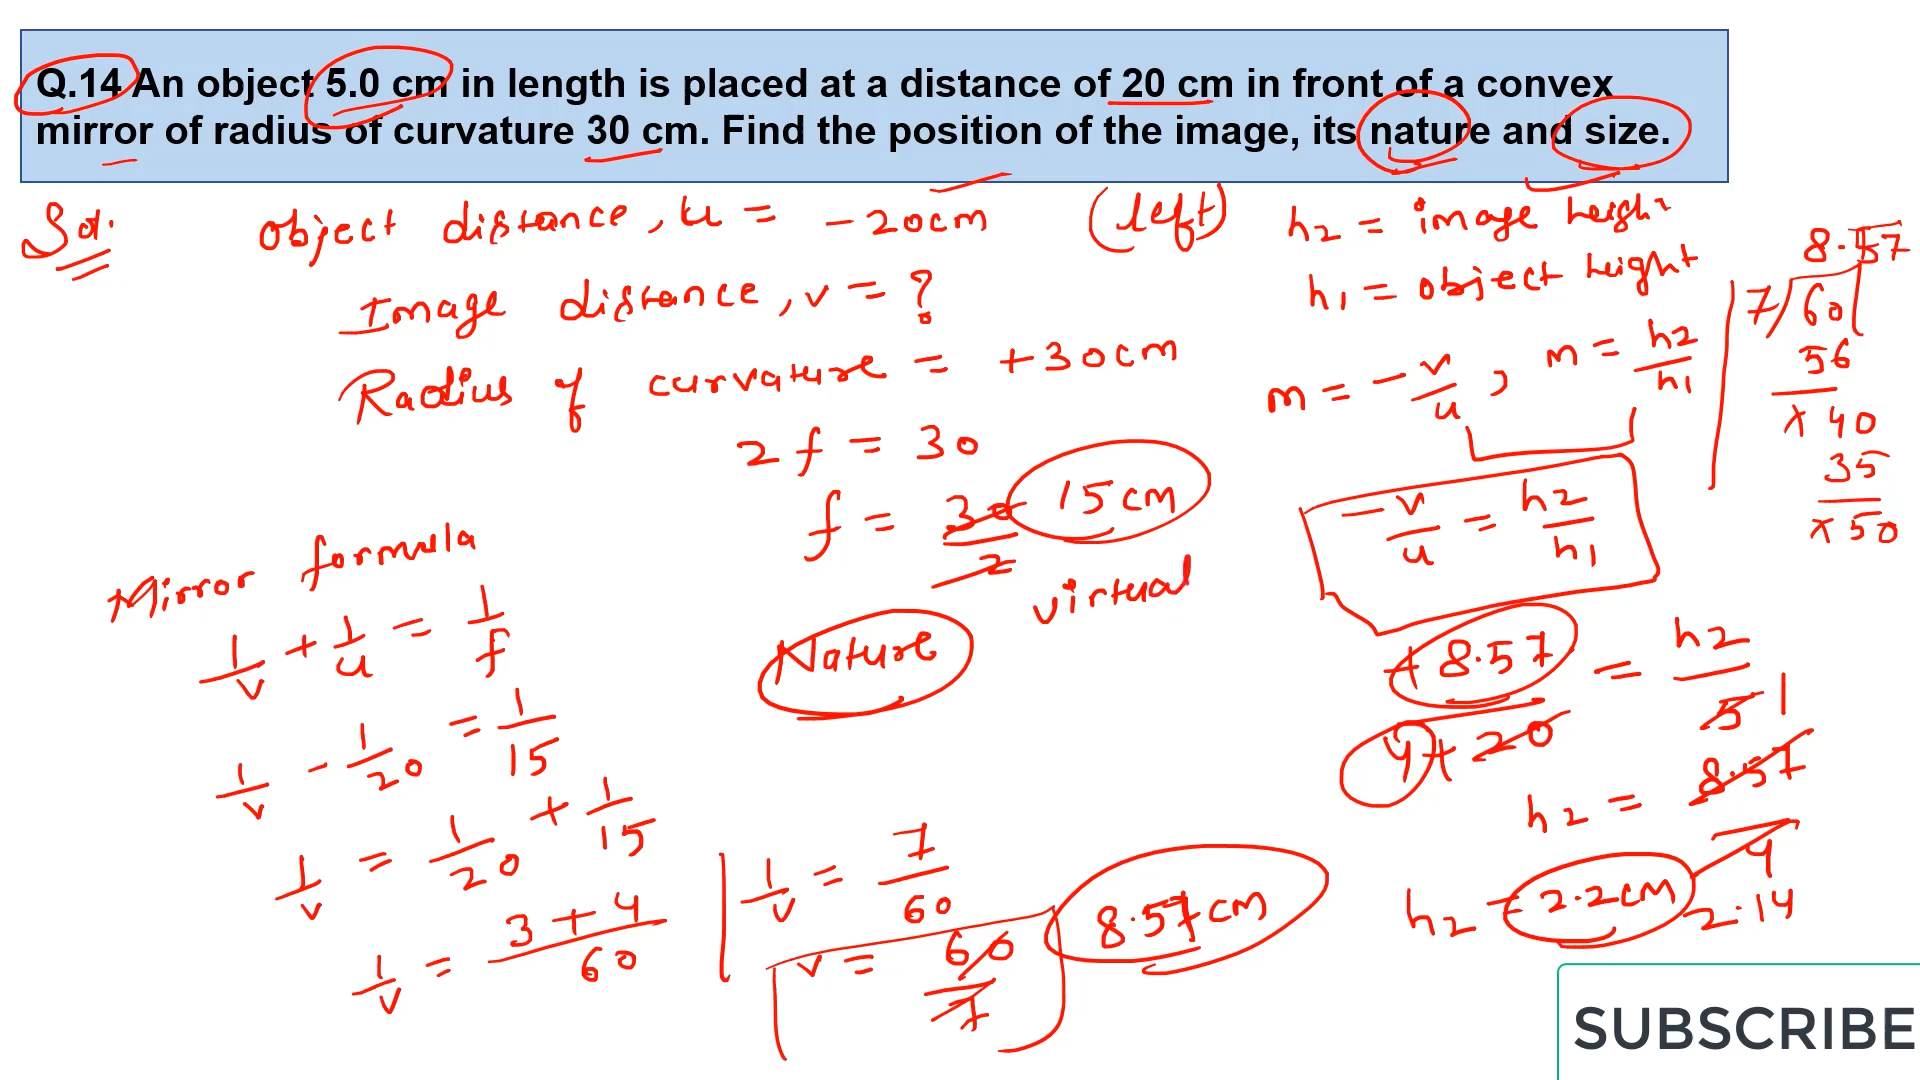 Q.14 An object 5.0 cm in length is placed at a distance of 20 cm in front of a convex
mirror of radius of curvature 30 cm. Find the position of the image, its nature and size.
Sol.
object distance, u = -20cm (left)
Image distance, v = ?
Radius of curvature = +30cm
2f = 30
f = 30/2 15cm
Mirror formula
1/v + 1/u = 1/f
1/v - 1/20 = 1/15
1/v = 1/20 + 1/15
1/v = 3+4/60
1/v = 7/60
v = 60/7 8.57cm
Nature virtual
h2 = image height
h1 = object height
m = -v/u , m = h2/h1
-v/u = h2/h1
+8.57/+20 = h2/5
4 1
h2 = 8.57/4
h2 = 2.2cm 2.14
8.57
7)60
56
x 40
35
x 50
SUBSCRIBE